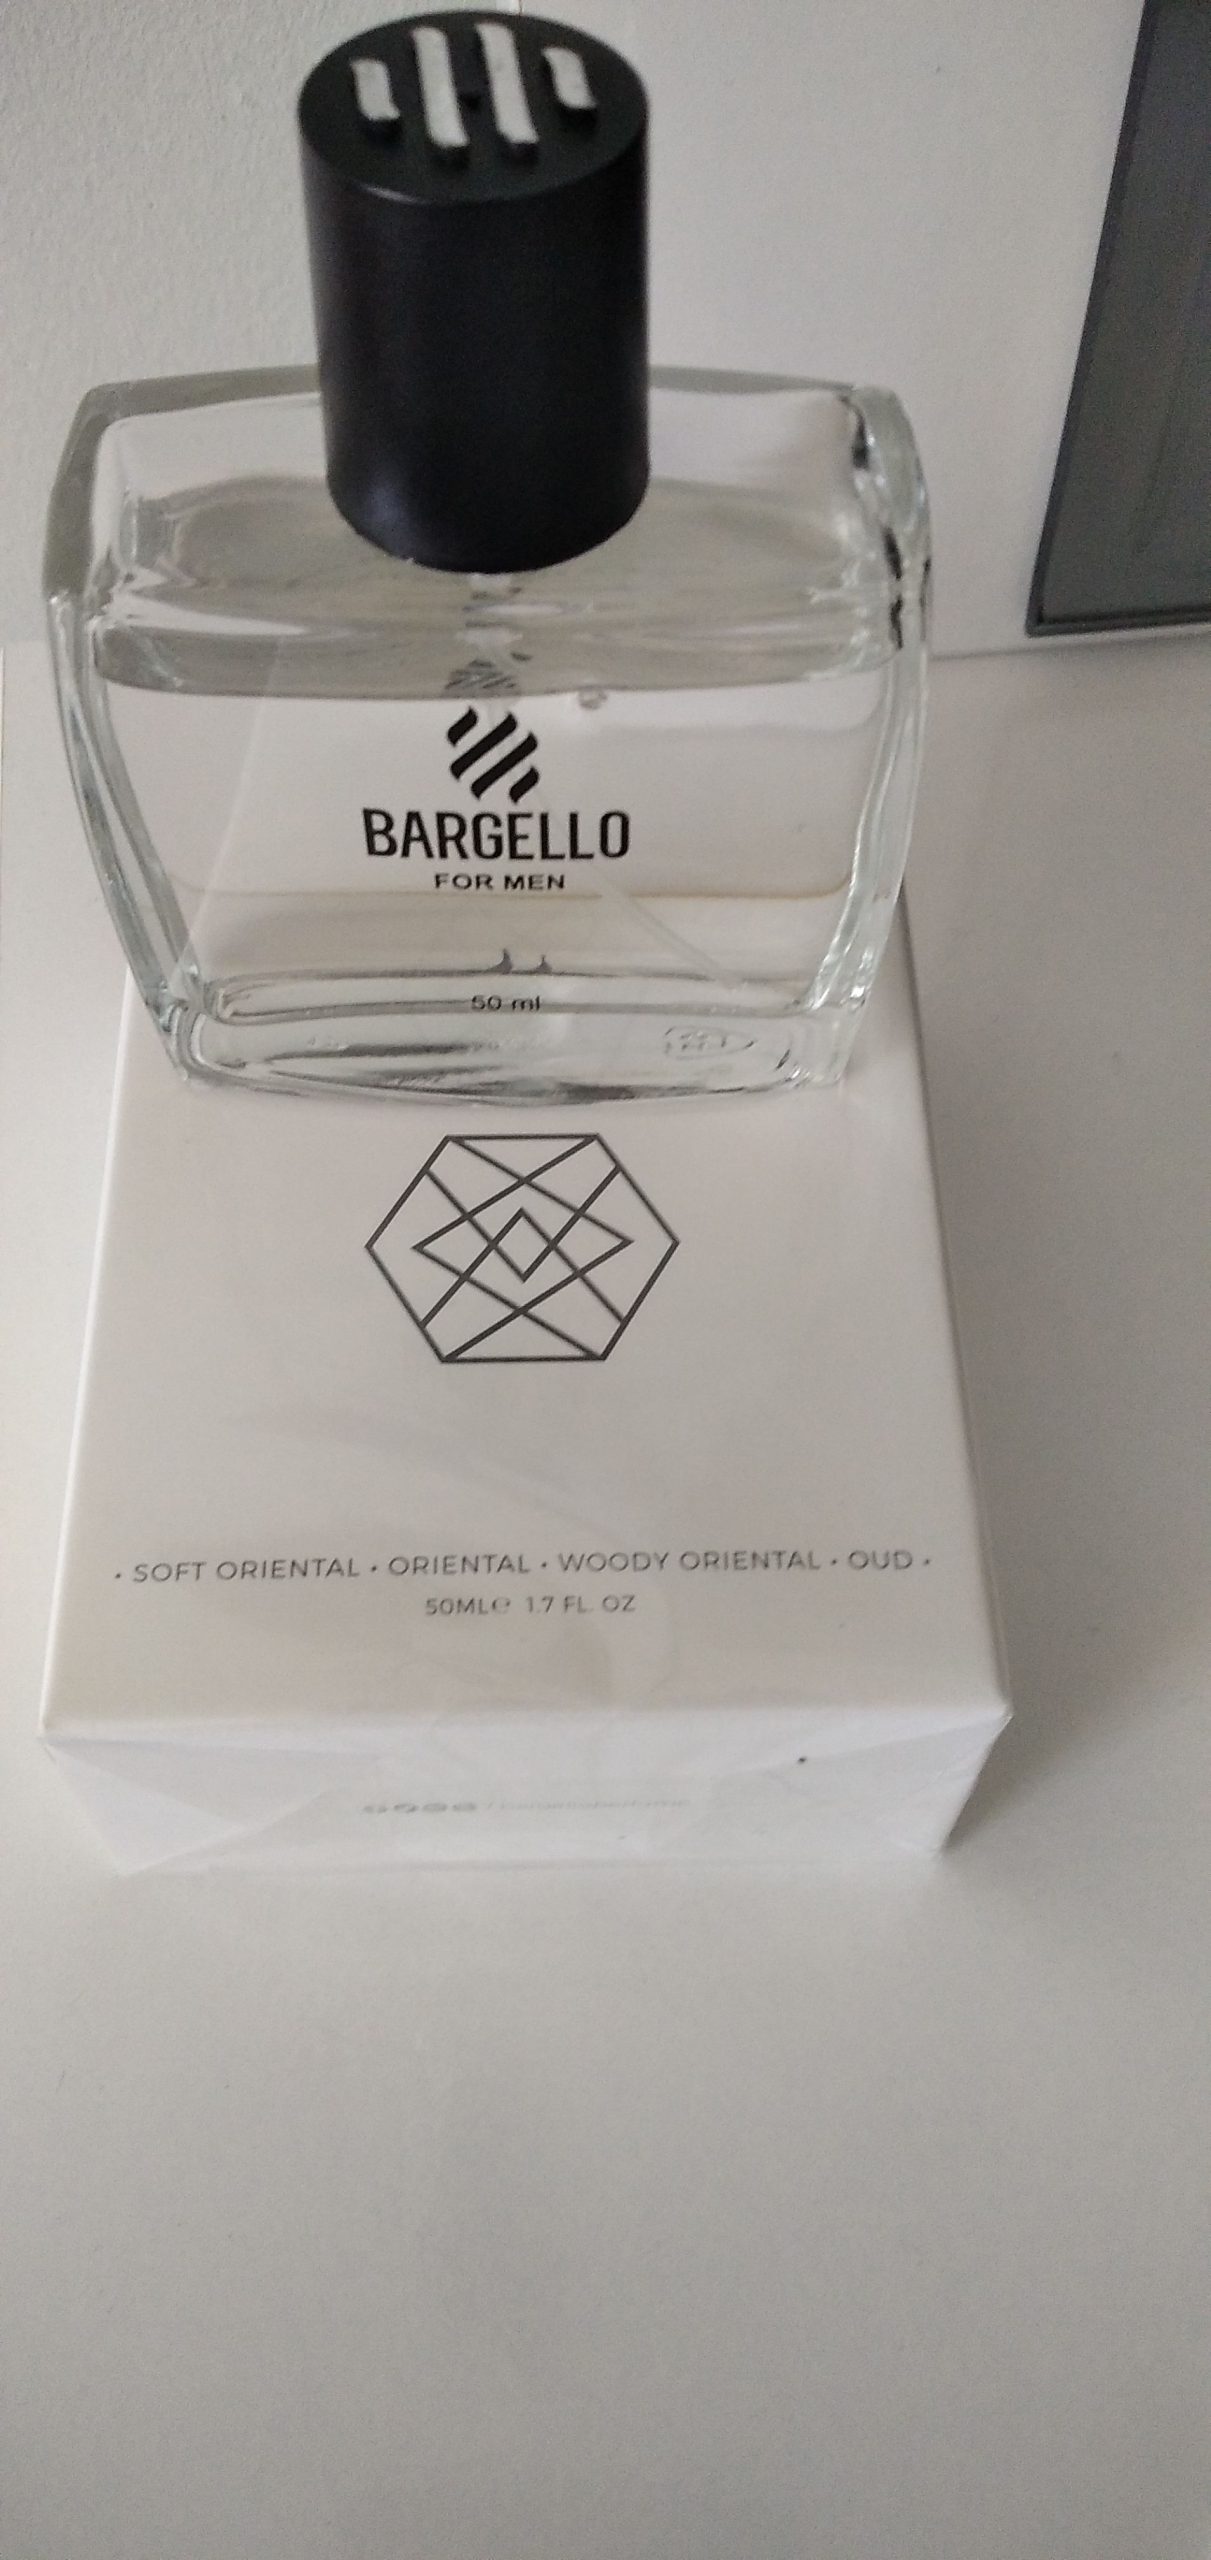 BARGELLO
FOR MEN
50 ml
• SOFT ORIENTAL • ORIENTAL • WOODY ORIENTAL • OUD •
50ML℮ 1.7 FL. OZ